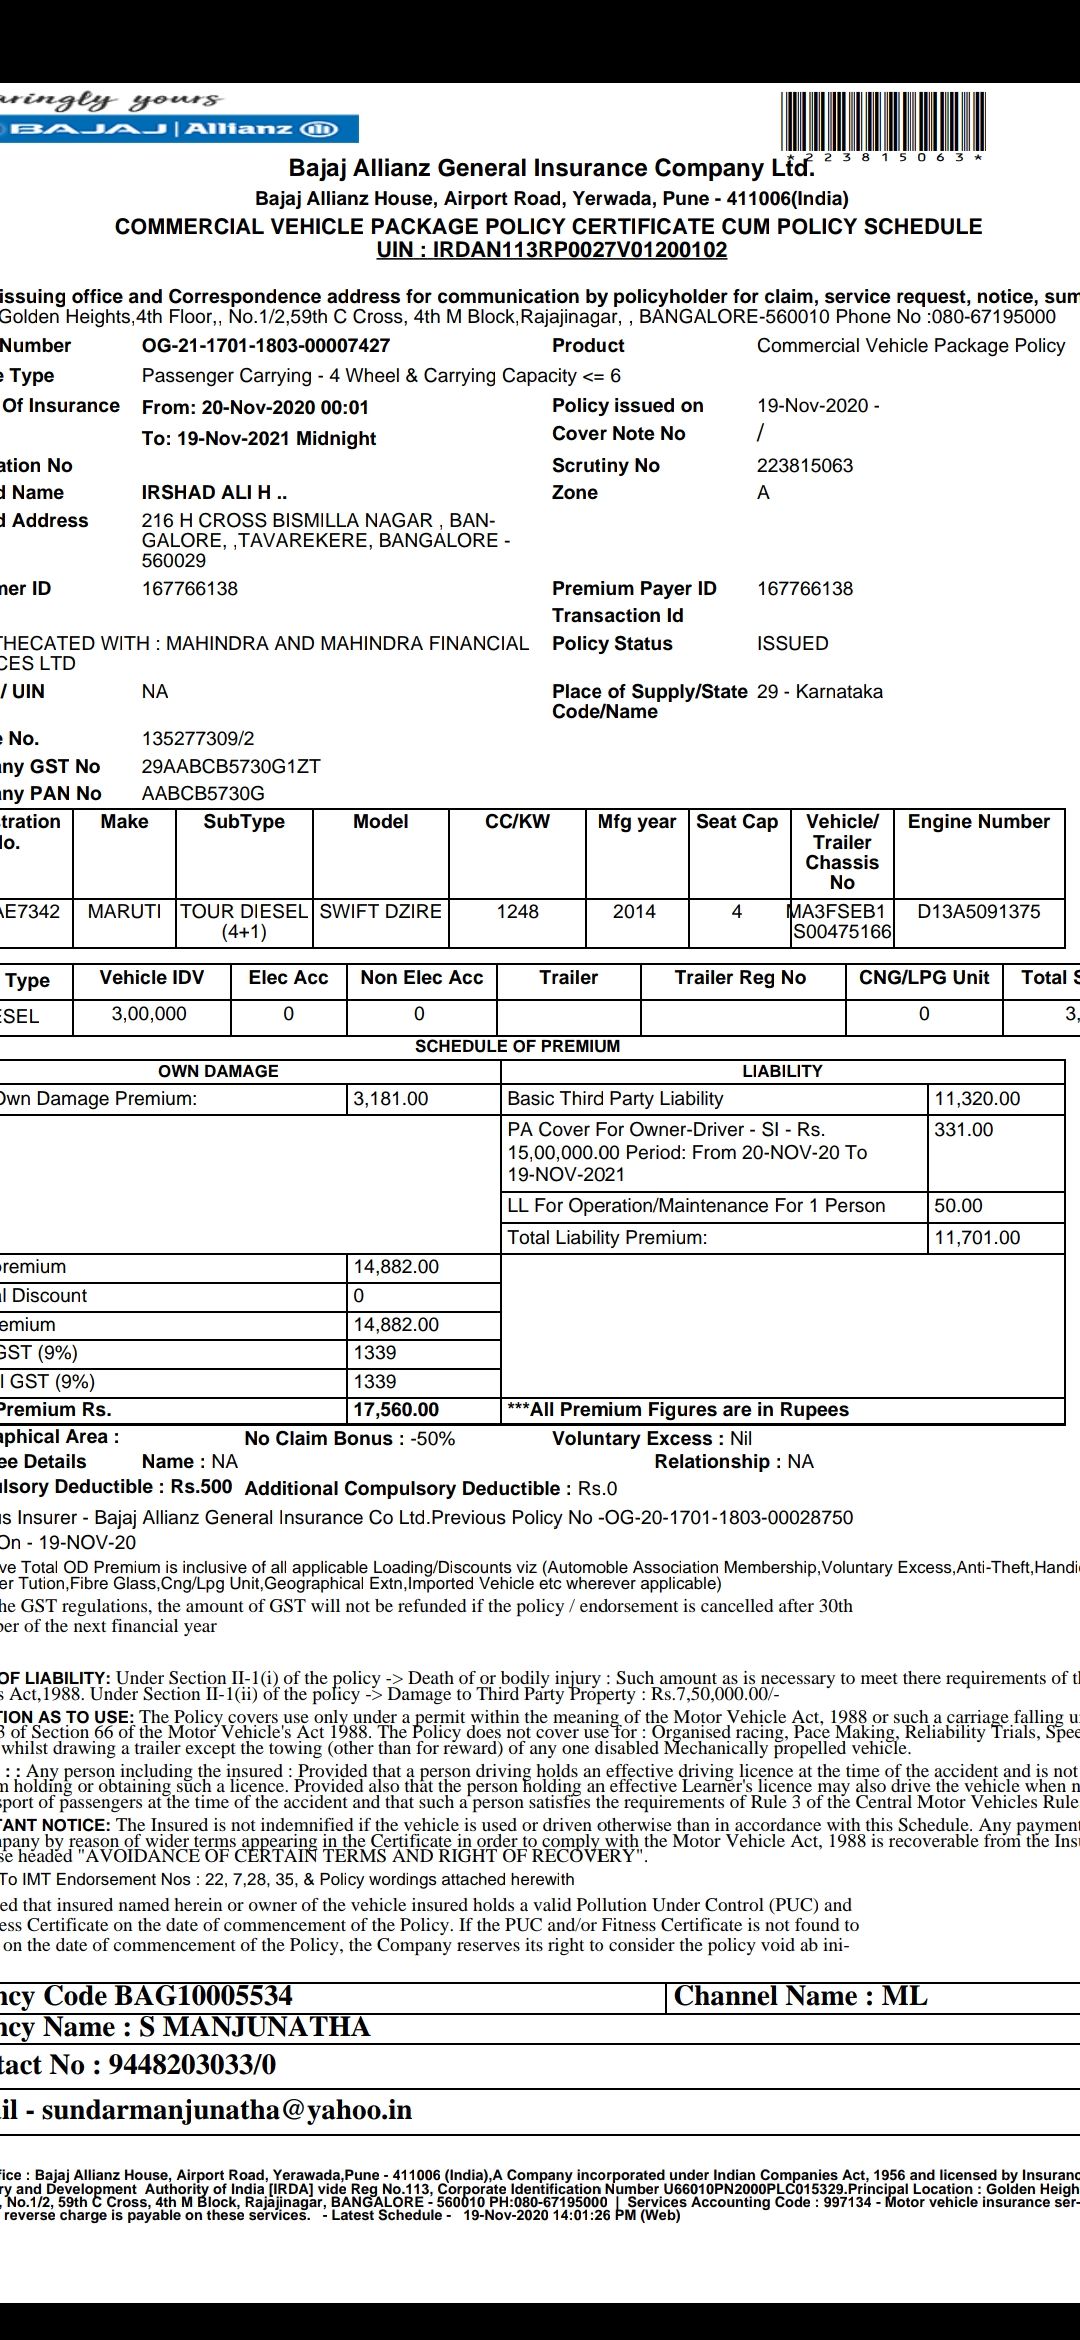 aringly yours
BAJAJ | Allianz
*223815063*
Bajaj Allianz General Insurance Company Ltd.
Bajaj Allianz House, Airport Road, Yerwada, Pune - 411006(India)
COMMERCIAL VEHICLE PACKAGE POLICY CERTIFICATE CUM POLICY SCHEDULE
UIN : IRDAN113RP0027V01200102
issuing office and Correspondence address for communication by policyholder for claim, service request, notice, sum
Golden Heights,4th Floor,, No.1/2,59th C Cross, 4th M Block,Rajajinagar, , BANGALORE-560010 Phone No :080-67195000
Number OG-21-1701-1803-00007427 Product Commercial Vehicle Package Policy
e Type Passenger Carrying - 4 Wheel & Carrying Capacity <= 6
Of Insurance From: 20-Nov-2020 00:01 Policy issued on 19-Nov-2020 -
To: 19-Nov-2021 Midnight Cover Note No /
ation No Scrutiny No 223815063
d Name IRSHAD ALI H .. Zone A
d Address 216 H CROSS BISMILLA NAGAR , BAN-
GALORE, ,TAVAREKERE, BANGALORE -
560029
mer ID 167766138 Premium Payer ID 167766138
Transaction Id
THECATED WITH : MAHINDRA AND MAHINDRA FINANCIAL Policy Status ISSUED
CES LTD
/ UIN NA Place of Supply/State 29 - Karnataka
Code/Name
e No. 135277309/2
any GST No 29AABCB5730G1ZT
any PAN No AABCB5730G
tration Make SubType Model CC/KW Mfg year Seat Cap Vehicle/ Engine Number
lo. Trailer
Chassis
No
AE7342 MARUTI TOUR DIESEL SWIFT DZIRE 1248 2014 4 MA3FSEB1 D13A5091375
(4+1) S00475166
Type Vehicle IDV Elec Acc Non Elec Acc Trailer Trailer Reg No CNG/LPG Unit Total S
ESEL 3,00,000 0 0 0 3,
SCHEDULE OF PREMIUM
OWN DAMAGE LIABILITY
Own Damage Premium: 3,181.00 Basic Third Party Liability 11,320.00
PA Cover For Owner-Driver - SI - Rs. 331.00
15,00,000.00 Period: From 20-NOV-20 To
19-NOV-2021
LL For Operation/Maintenance For 1 Person 50.00
Total Liability Premium: 11,701.00
premium 14,882.00
l Discount 0
emium 14,882.00
GST (9%) 1339
l GST (9%) 1339
Premium Rs. 17,560.00 ***All Premium Figures are in Rupees
aphical Area : No Claim Bonus : -50% Voluntary Excess : Nil
ee Details Name : NA Relationship : NA
ulsory Deductible : Rs.500 Additional Compulsory Deductible : Rs.0
us Insurer - Bajaj Allianz General Insurance Co Ltd.Previous Policy No -OG-20-1701-1803-00028750
On - 19-NOV-20
ve Total OD Premium is inclusive of all applicable Loading/Discounts viz (Automoble Association Membership,Voluntary Excess,Anti-Theft,Handi
er Tution,Fibre Glass,Cng/Lpg Unit,Geographical Extn,Imported Vehicle etc wherever applicable)
he GST regulations, the amount of GST will not be refunded if the policy / endorsement is cancelled after 30th
ber of the next financial year
OF LIABILITY: Under Section II-1(i) of the policy -> Death of or bodily injury : Such amount as is necessary to meet there requirements of th
s Act,1988. Under Section II-1(ii) of the policy -> Damage to Third Party Property : Rs.7,50,000.00/-
TION AS TO USE: The Policy covers use only under a permit within the meaning of the Motor Vehicle Act, 1988 or such a carriage falling u
3 of Section 66 of the Motor Vehicle's Act 1988. The Policy does not cover use for : Organised racing, Pace Making, Reliability Trials, Spee
whilst drawing a trailer except the towing (other than for reward) of any one disabled Mechanically propelled vehicle.
: : Any person including the insured : Provided that a person driving holds an effective driving licence at the time of the accident and is not
m holding or obtaining such a licence. Provided also that the person holding an effective Learner's licence may also drive the vehicle when n
sport of passengers at the time of the accident and that such a person satisfies the requirements of Rule 3 of the Central Motor Vehicles Rule
TANT NOTICE: The Insured is not indemnified if the vehicle is used or driven otherwise than in accordance with this Schedule. Any payment
mpany by reason of wider terms appearing in the Certificate in order to comply with the Motor Vehicle Act, 1988 is recoverable from the Insu
se headed "AVOIDANCE OF CERTAIN TERMS AND RIGHT OF RECOVERY".
To IMT Endorsement Nos : 22, 7,28, 35, & Policy wordings attached herewith
ed that insured named herein or owner of the vehicle insured holds a valid Pollution Under Control (PUC) and
ess Certificate on the date of commencement of the Policy. If the PUC and/or Fitness Certificate is not found to
on the date of commencement of the Policy, the Company reserves its right to consider the policy void ab ini-
ncy Code BAG10005534 Channel Name : ML
ncy Name : S MANJUNATHA
tact No : 9448203033/0
il - sundarmanjunatha@yahoo.in
fice : Bajaj Allianz House, Airport Road, Yerawada,Pune - 411006 (India),A Company incorporated under Indian Companies Act, 1956 and licensed by Insuranc
ry and Development Authority of India [IRDA] vide Reg No.113, Corporate Identification Number U66010PN2000PLC015329.Principal Location : Golden Heigh
, No.1/2, 59th C Cross, 4th M Block, Rajajinagar, BANGALORE - 560010 PH:080-67195000 | Services Accounting Code : 997134 - Motor vehicle insurance ser-
reverse charge is payable on these services. - Latest Schedule - 19-Nov-2020 14:01:26 PM (Web)